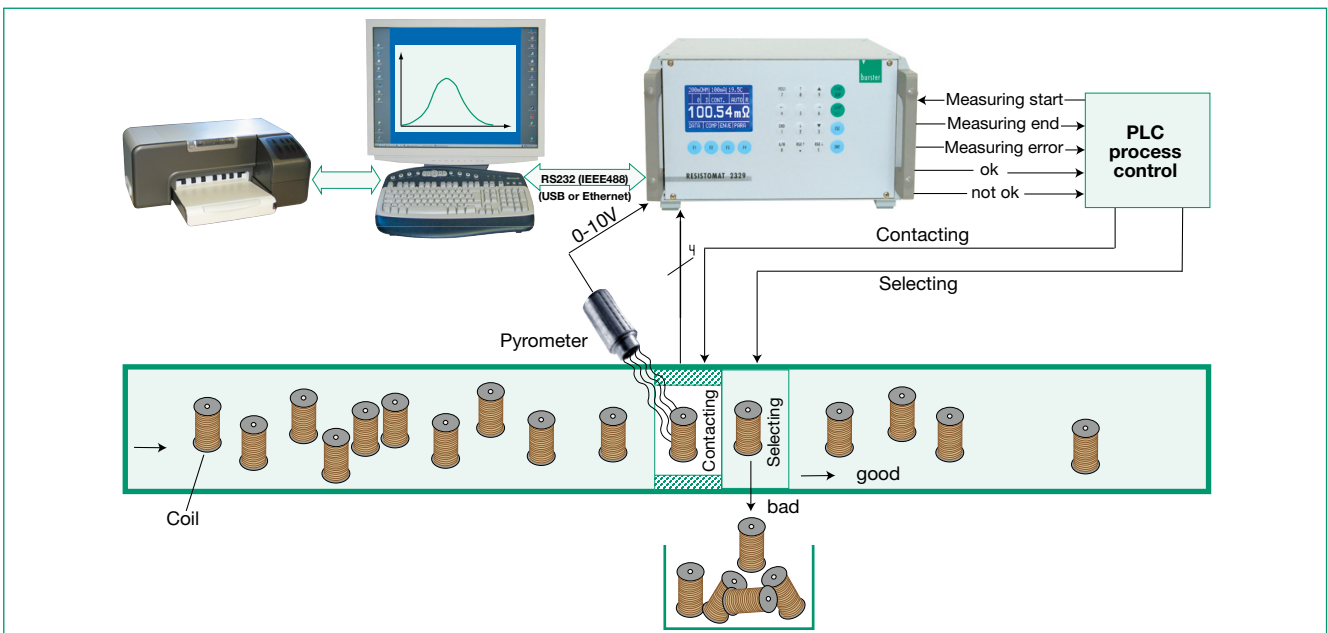 burster
100.54mΩ
RESISTOMAT 2329
RS232 (IEEE488)
(USB or Ethernet)
Measuring start
Measuring end
Measuring error
ok
not ok
PLC
process
control
0-10V
4
Contacting
Selecting
Pyrometer
Contacting
Selecting
good
bad
Coil